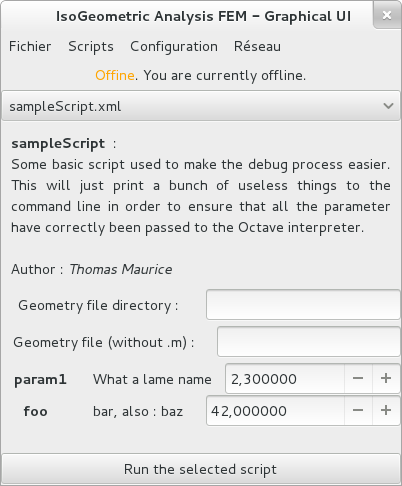 IsoGeometric Analysis FEM - Graphical UI
Fichier Scripts Configuration Réseau
Offine. You are currently offline.
sampleScript.xml
sampleScript :
Some basic script used to make the debug process easier.
This will just print a bunch of useless things to the
command line in order to ensure that all the parameter
have correctly been passed to the Octave interpreter.
Author : Thomas Maurice
Geometry file directory :
Geometry file (without .m) :
param1 What a lame name 2,300000 − +
foo bar, also : baz 42,000000 − +
Run the selected script